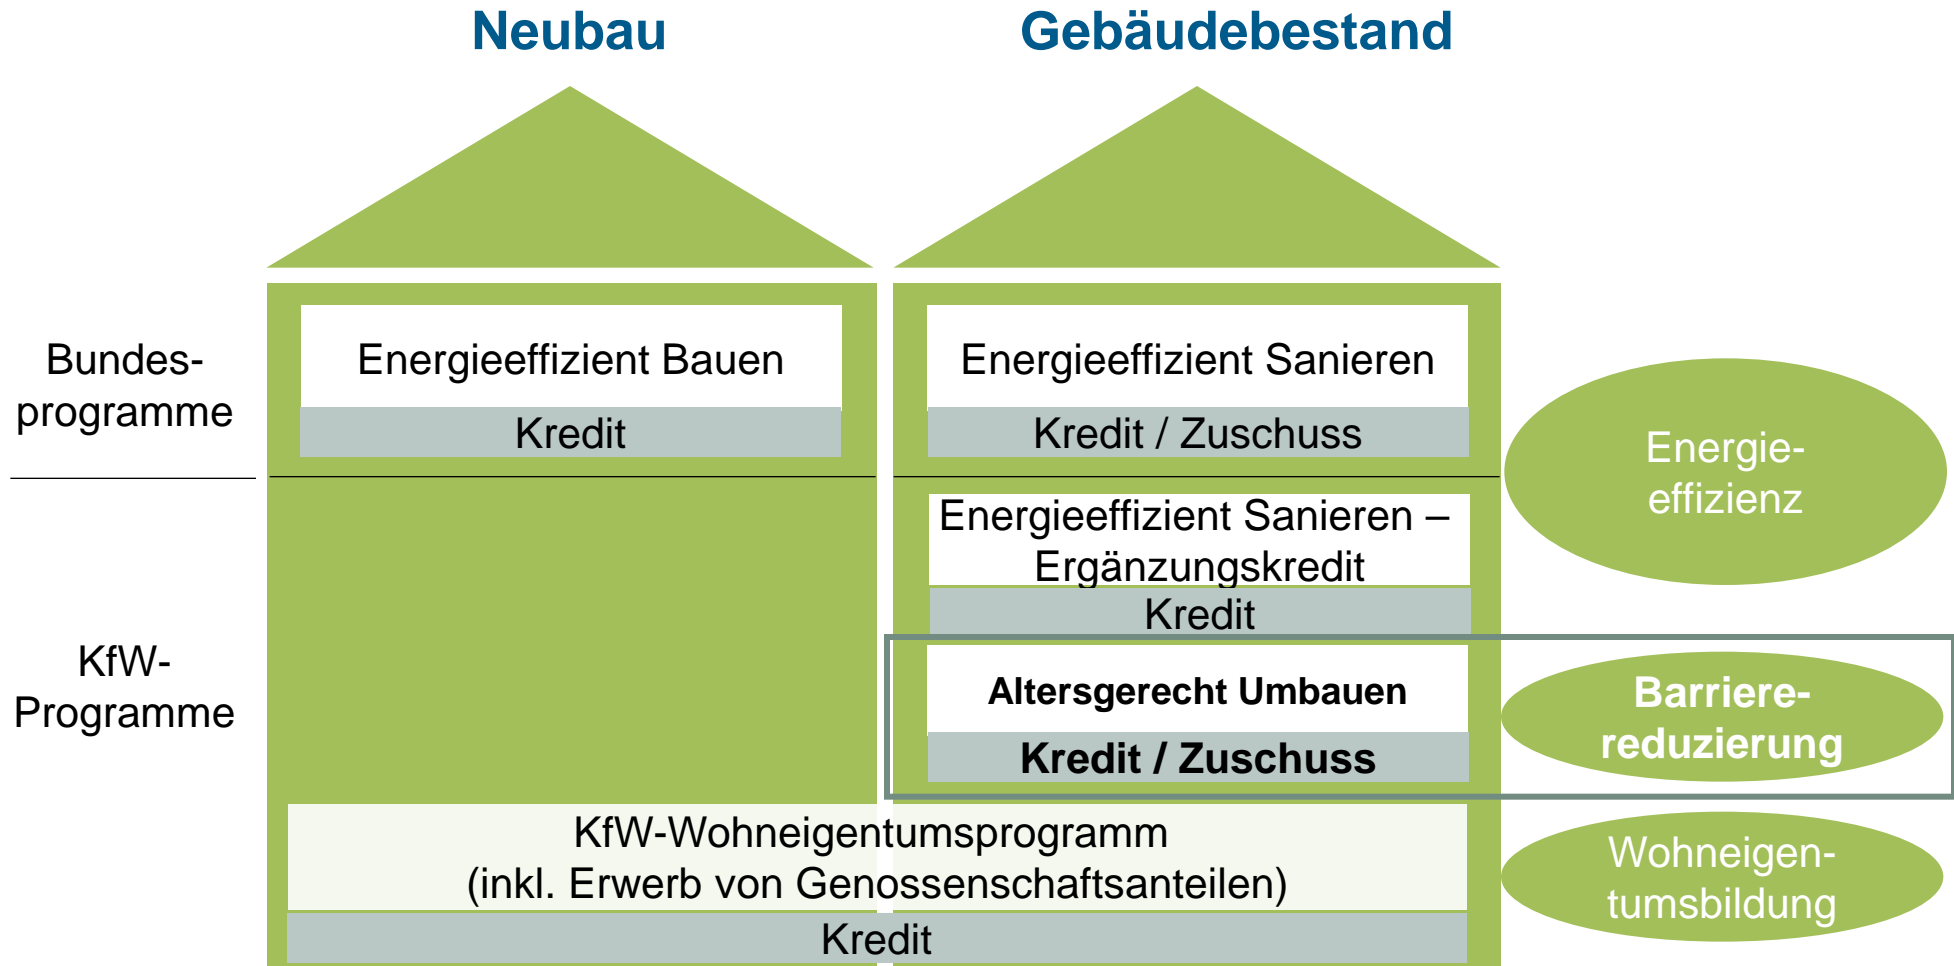 Neubau
Gebäudebestand
Bundes-
programme
Energieeffizient Bauen
Kredit
Energieeffizient Sanieren
Kredit / Zuschuss
Energie-
effizienz
Energieeffizient Sanieren –
Ergänzungskredit
Kredit
KfW-
Programme
Altersgerecht Umbauen
Kredit / Zuschuss
Barriere-
reduzierung
KfW-Wohneigentumsprogramm
(inkl. Erwerb von Genossenschaftsanteilen)
Kredit
Wohneigen-
tumsbildung